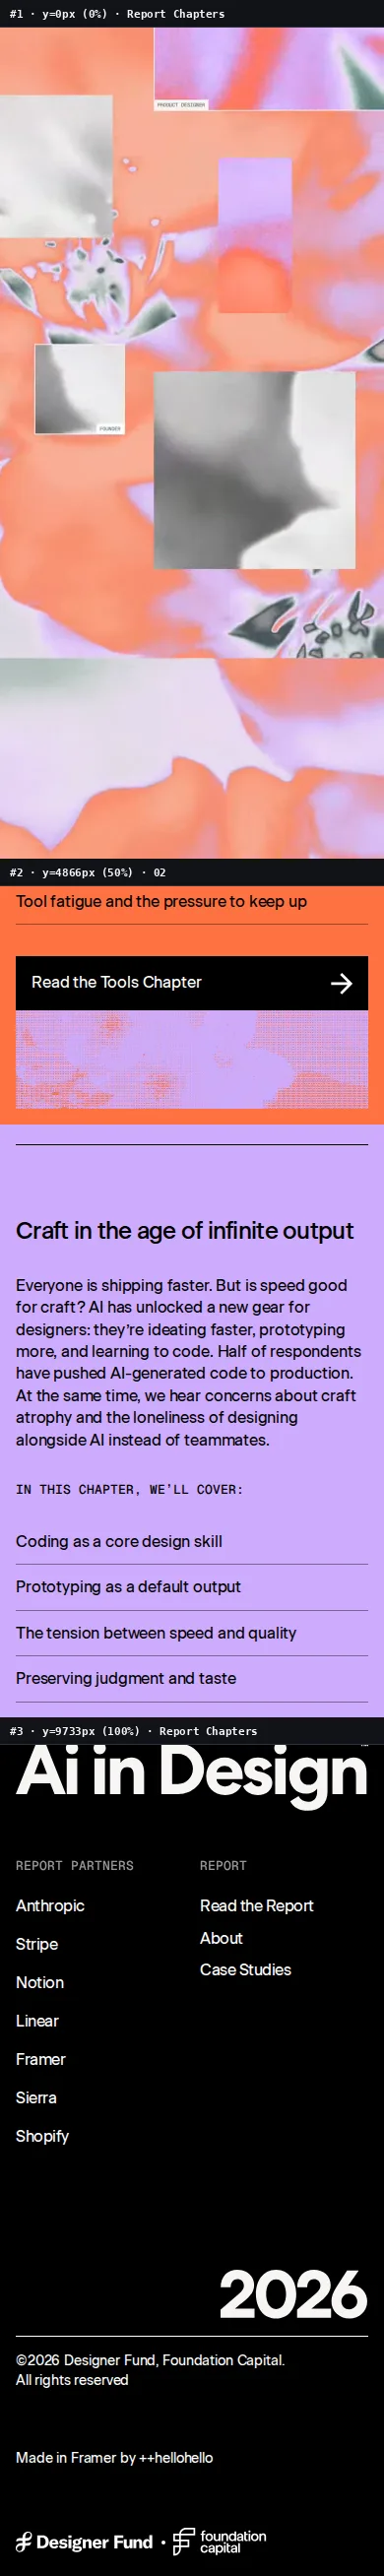 #1 · y=0px (0%) · Report Chapters
PRODUCT DESIGNER
FOUNDER
#2 · y=4866px (50%) · 02
Tool fatigue and the pressure to keep up
Read the Tools Chapter
Craft in the age of infinite output
Everyone is shipping faster. But is speed good
for craft? AI has unlocked a new gear for
designers: they’re ideating faster, prototyping
more, and learning to code. Half of respondents
have pushed AI-generated code to production.
At the same time, we hear concerns about craft
atrophy and the loneliness of designing
alongside AI instead of teammates.
IN THIS CHAPTER, WE’LL COVER:
Coding as a core design skill
Prototyping as a default output
The tension between speed and quality
Preserving judgment and taste
#3 · y=9733px (100%) · Report Chapters
Ai in Design
REPORT PARTNERS
Anthropic
Stripe
Notion
Linear
Framer
Sierra
Shopify
REPORT
Read the Report
About
Case Studies
2026
©2026 Designer Fund, Foundation Capital.
All rights reserved
Made in Framer by ++hellohello
Designer Fund · foundation capital